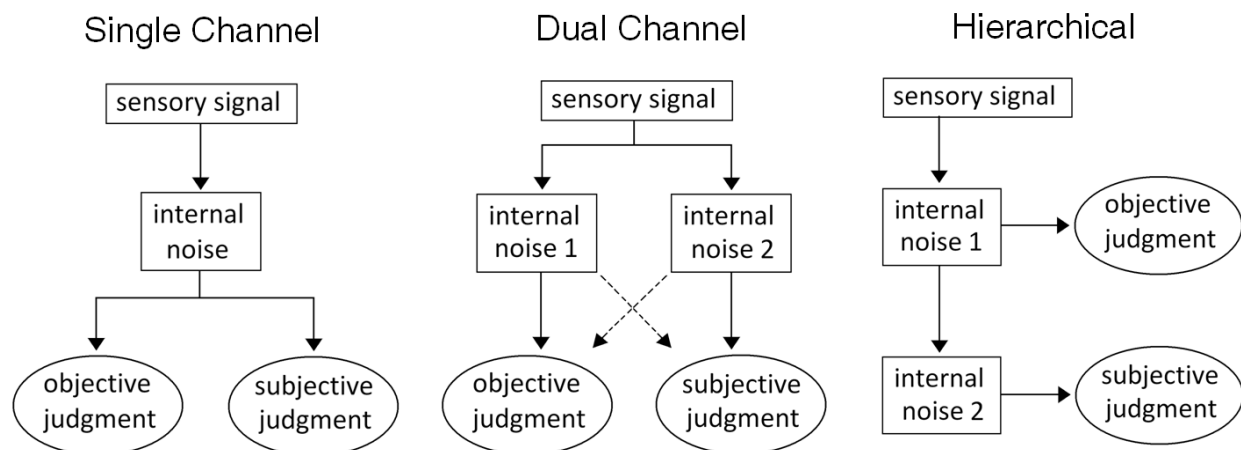 Single Channel
sensory signal
internal
noise
objective
judgment
subjective
judgment
Dual Channel
sensory signal
internal
noise 1
internal
noise 2
objective
judgment
subjective
judgment
Hierarchical
sensory signal
internal
noise 1
objective
judgment
internal
noise 2
subjective
judgment